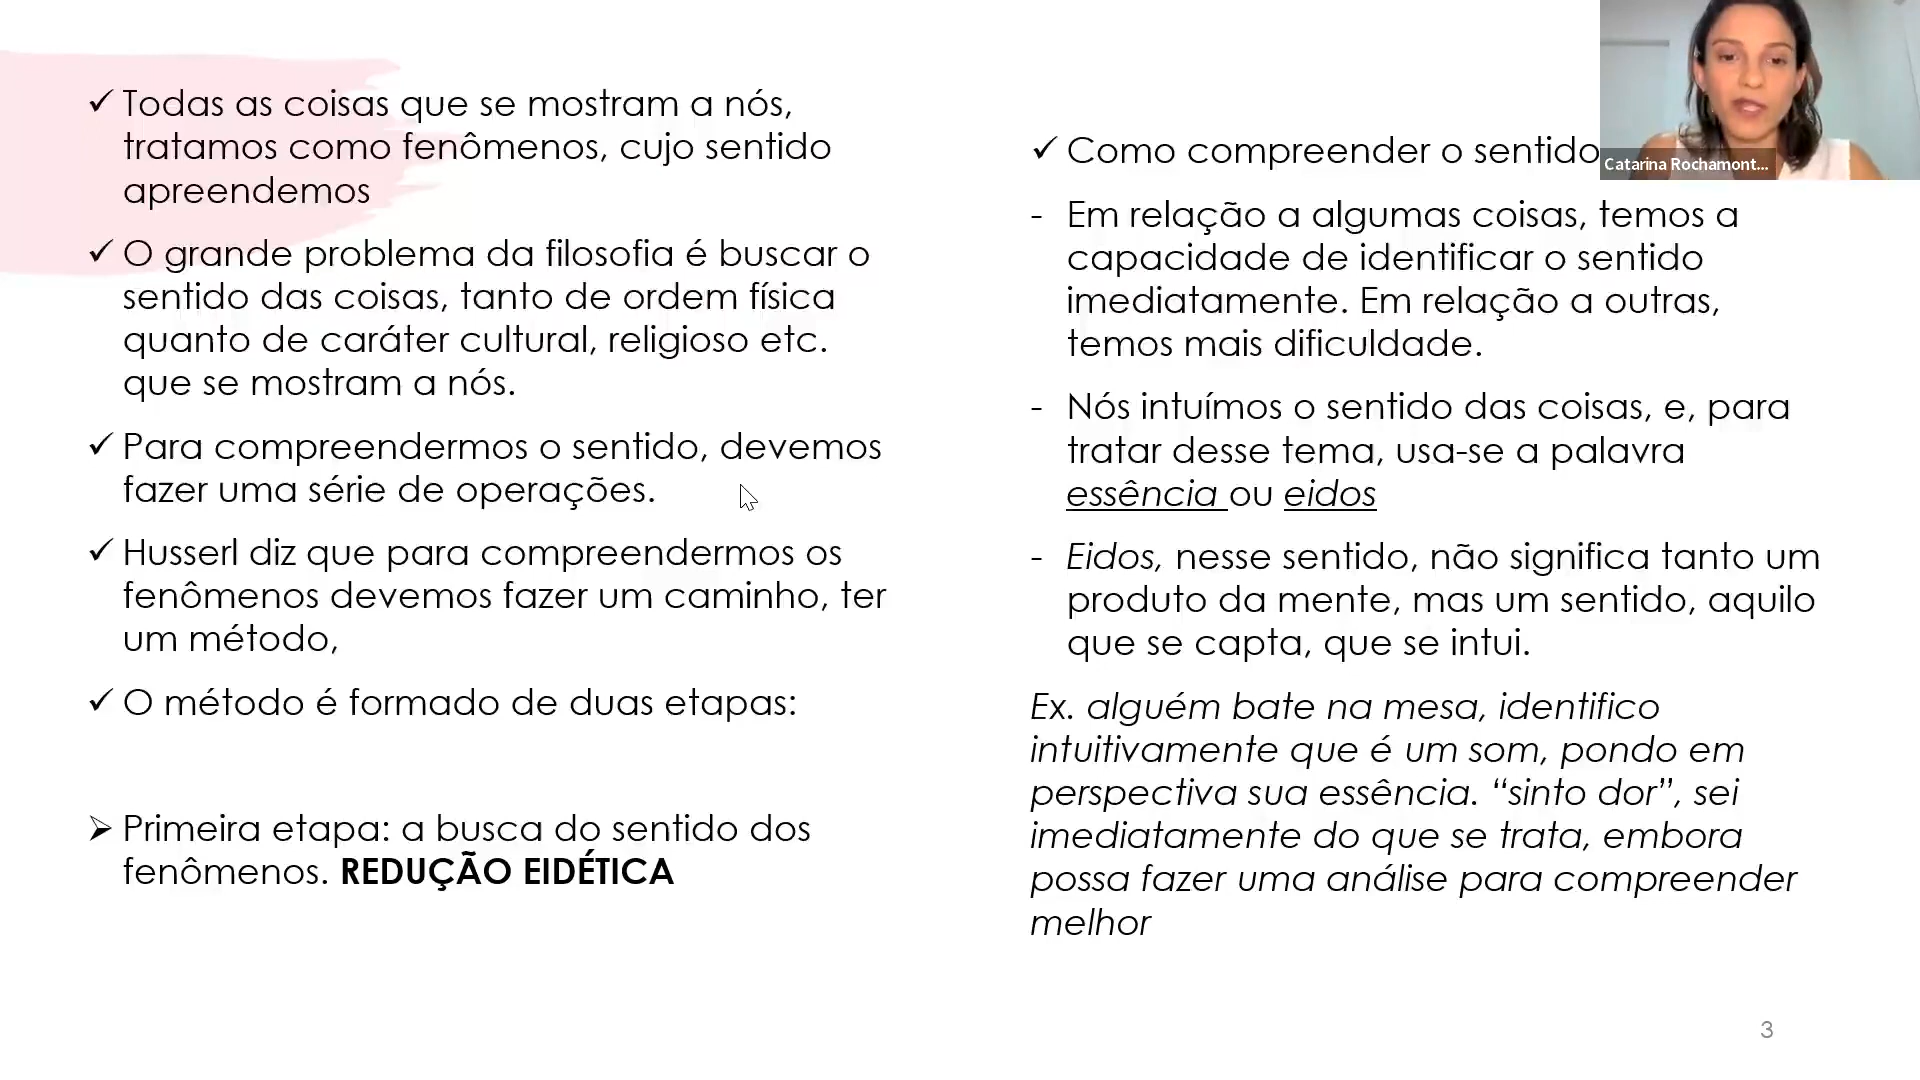 ✓ Todas as coisas que se mostram a nós,
tratamos como fenômenos, cujo sentido
apreendemos
✓ O grande problema da filosofia é buscar o
sentido das coisas, tanto de ordem física
quanto de caráter cultural, religioso etc.
que se mostram a nós.
✓ Para compreendermos o sentido, devemos
fazer uma série de operações.
✓ Husserl diz que para compreendermos os
fenômenos devemos fazer um caminho, ter
um método,
✓ O método é formado de duas etapas:
➢ Primeira etapa: a busca do sentido dos
fenômenos. REDUÇÃO EIDÉTICA
✓ Como compreender o sentido
- Em relação a algumas coisas, temos a
capacidade de identificar o sentido
imediatamente. Em relação a outras,
temos mais dificuldade.
- Nós intuímos o sentido das coisas, e, para
tratar desse tema, usa-se a palavra
essência ou eidos
- Eidos, nesse sentido, não significa tanto um
produto da mente, mas um sentido, aquilo
que se capta, que se intui.
Ex. alguém bate na mesa, identifico
intuitivamente que é um som, pondo em
perspectiva sua essência. “sinto dor”, sei
imediatamente do que se trata, embora
possa fazer uma análise para compreender
melhor
Catarina Rochamont...
3